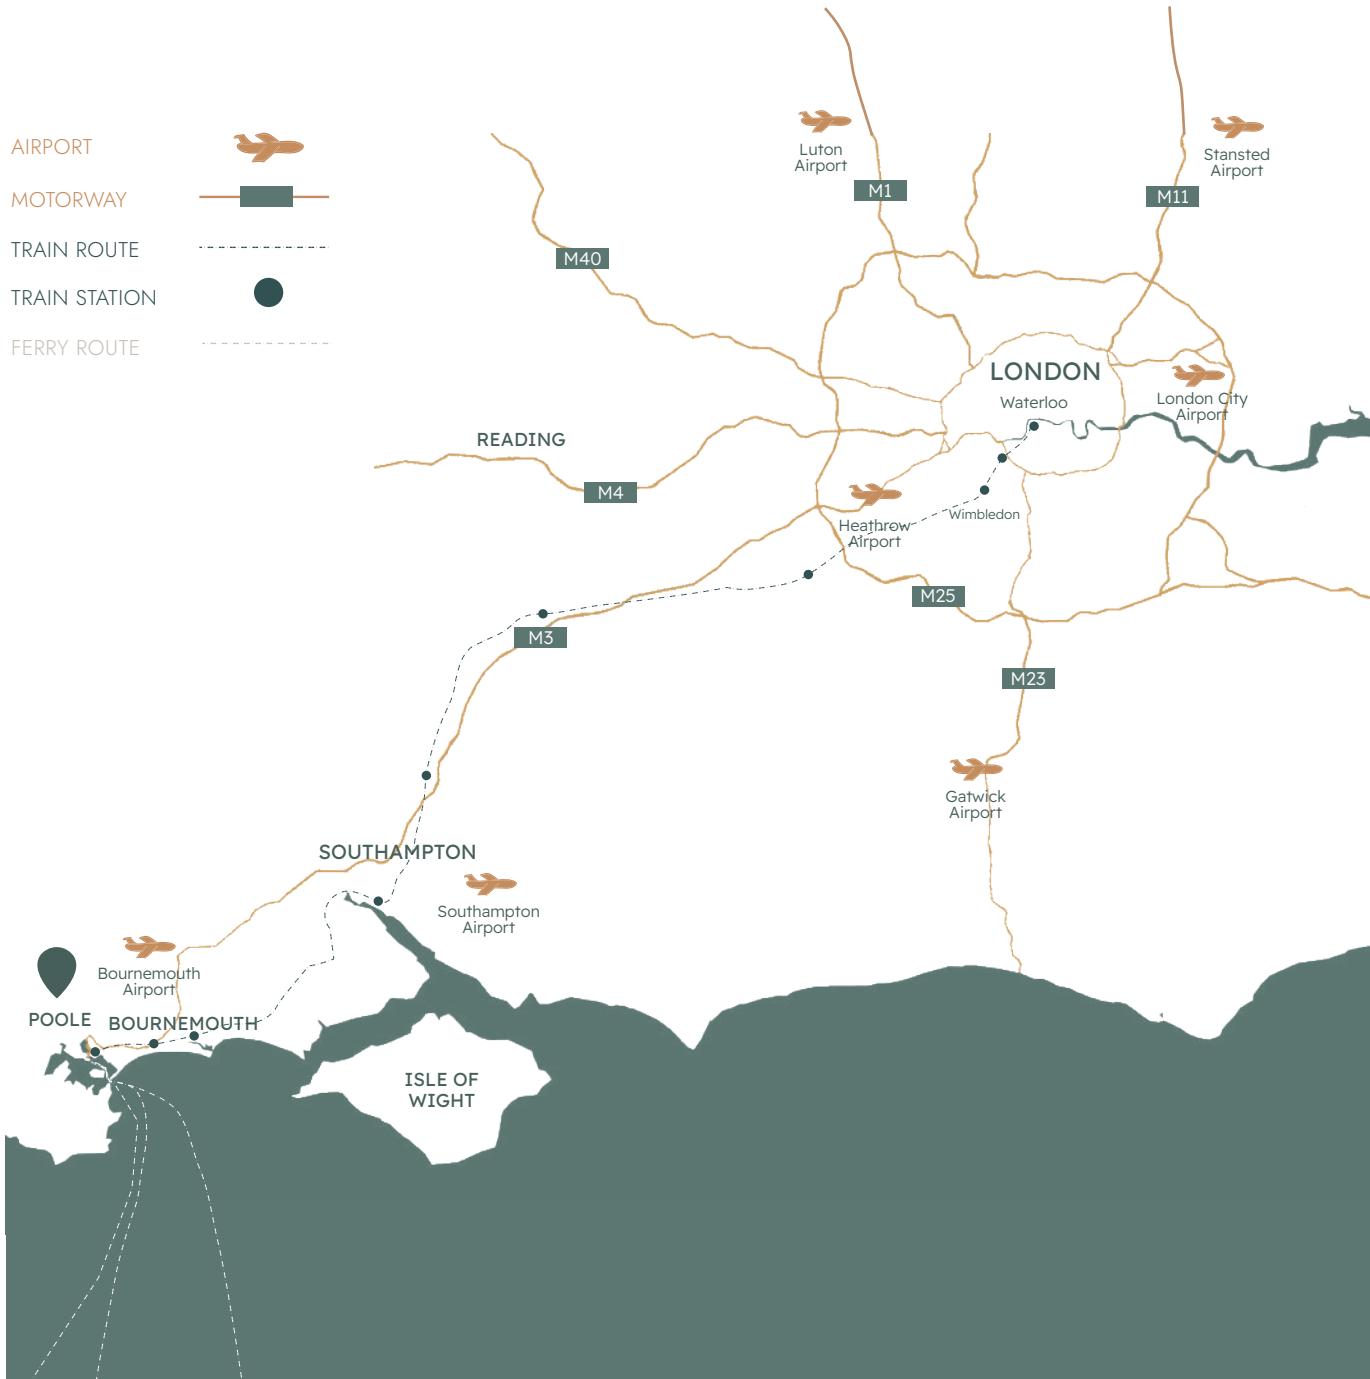 AIRPORT
MOTORWAY
TRAIN ROUTE
TRAIN STATION
FERRY ROUTE
Luton
Airport
Stansted
Airport
M1
M11
M40
LONDON
Waterloo
London City
Airport
READING
M4
Heathrow
Airport
Wimbledon
M25
M3
M23
Gatwick
Airport
SOUTHAMPTON
Southampton
Airport
Bournemouth
Airport
POOLE
BOURNEMOUTH
ISLE OF
WIGHT